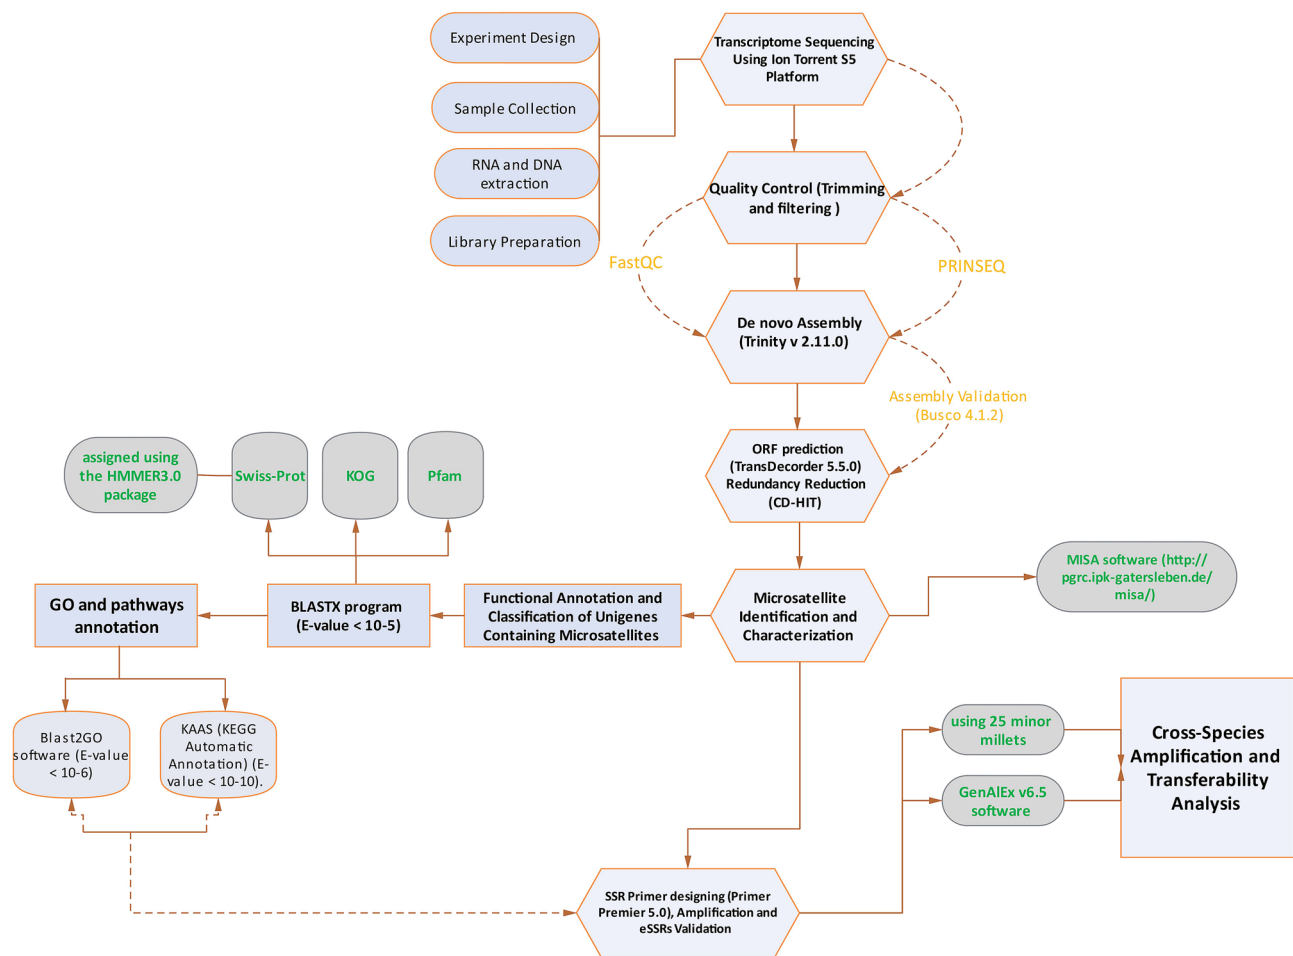 Experiment Design
Sample Collection
RNA and DNA
extraction
Library Preparation
Transcriptome Sequencing
Using Ion Torrent S5
Platform
Quality Control (Trimming
and filtering )
FastQC
PRINSEQ
De novo Assembly
(Trinity v 2.11.0)
Assembly Validation
(Busco 4.1.2)
ORF prediction
(TransDecorder 5.5.0)
Redundancy Reduction
(CD-HIT)
assigned using
the HMMER3.0
package
Swiss-Prot
KOG
Pfam
MISA software (http://
pgrc.ipk-gatersleben.de/
misa/)
Microsatellite
Identification and
Characterization
Functional Annotation and
Classification of Unigenes
Containing Microsatellites
BLASTX program
(E-value < 10-5)
GO and pathways
annotation
Blast2GO
software (E-value
< 10-6)
KAAS (KEGG
Automatic
Annotation) (E-
value < 10-10).
using 25 minor
millets
GenAlEx v6.5
software
Cross-Species
Amplification and
Transferability
Analysis
SSR Primer designing (Primer
Premier 5.0), Amplification and
eSSRs Validation